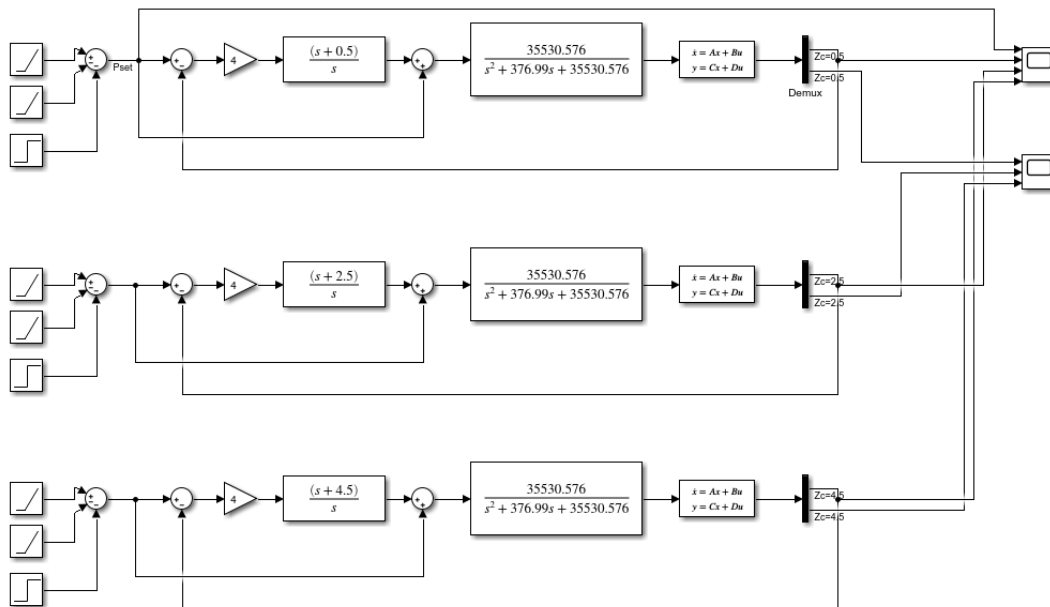 +
−
−
Pset
+
−
4
(s + 0.5)
s
+
+
35530.576
s² + 376.99s + 35530.576
ẋ = Ax + Bu
y = Cx + Du
Zc=0.5
Zc=0.5
Demux
+
−
−
+
−
4
(s + 2.5)
s
+
+
35530.576
s² + 376.99s + 35530.576
ẋ = Ax + Bu
y = Cx + Du
Zc=2.5
Zc=2.5
+
−
−
+
−
4
(s + 4.5)
s
+
+
35530.576
s² + 376.99s + 35530.576
ẋ = Ax + Bu
y = Cx + Du
Zc=4.5
Zc=4.5